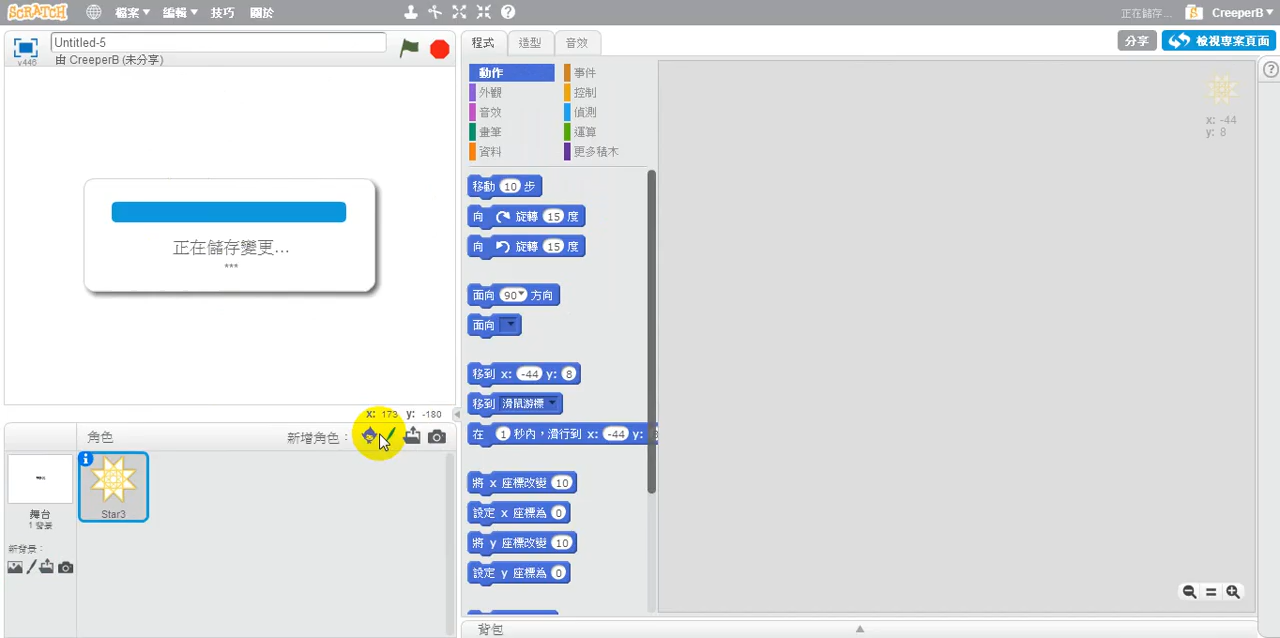 SCRATCH 檔案▼ 編輯▼ 技巧 關於 正在儲存... CreeperB▼
v446 Untitled-5
由 CreeperB (未分享)
程式 造型 音效 分享 檢視專案頁面
動作 事件
外觀 控制
音效 偵測
畫筆 運算
資料 更多積木
x: -44
y: 8
移動 10 步
向 旋轉 15 度
向 旋轉 15 度
正在儲存變更...
***
面向 90▼ 方向
面向 ▼
移到 x: -44 y: 8
移到 滑鼠游標▼
在 1 秒內,滑行到 x: -44 y:
將 x 座標改變 10
設定 x 座標為 0
將 y 座標改變 10
設定 y 座標為 0
x: 173 y: -180
角色 新增角色:
Star3
舞台
1 背景
新背景:
背包